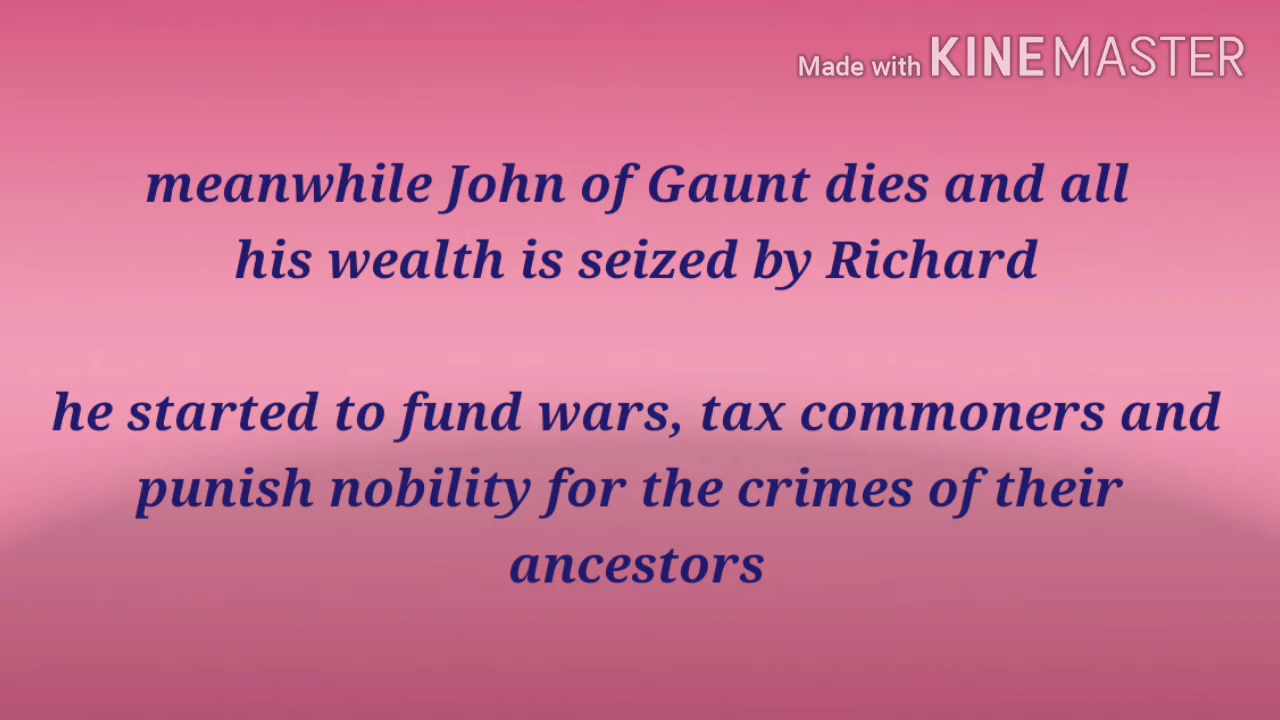 Made with KINEMASTER
meanwhile John of Gaunt dies and all
his wealth is seized by Richard
he started to fund wars, tax commoners and
punish nobility for the crimes of their
ancestors